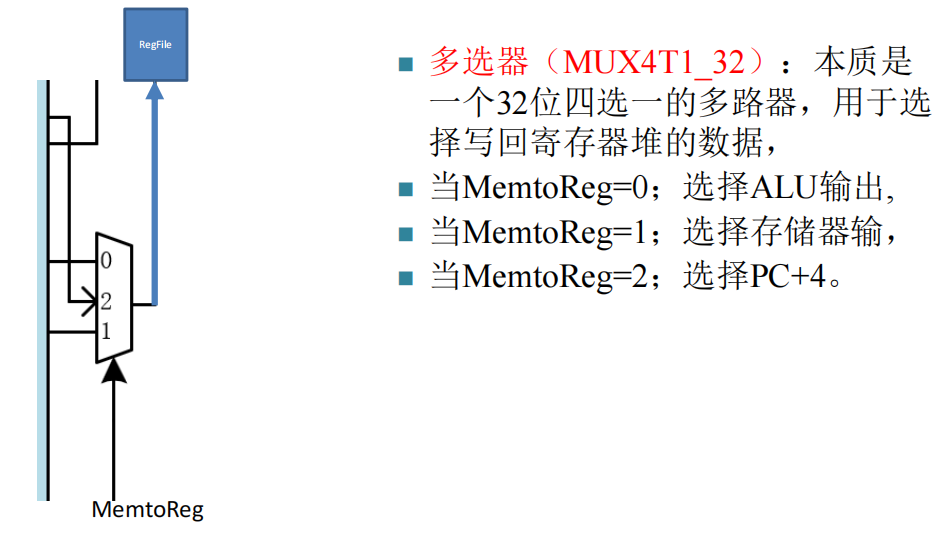 RegFile
0
2
1
MemtoReg
多选器（MUX4T1_32）：本质是
一个32位四选一的多路器，用于选
择写回寄存器堆的数据，
当MemtoReg=0；选择ALU输出,
当MemtoReg=1；选择存储器输，
当MemtoReg=2；选择PC+4。